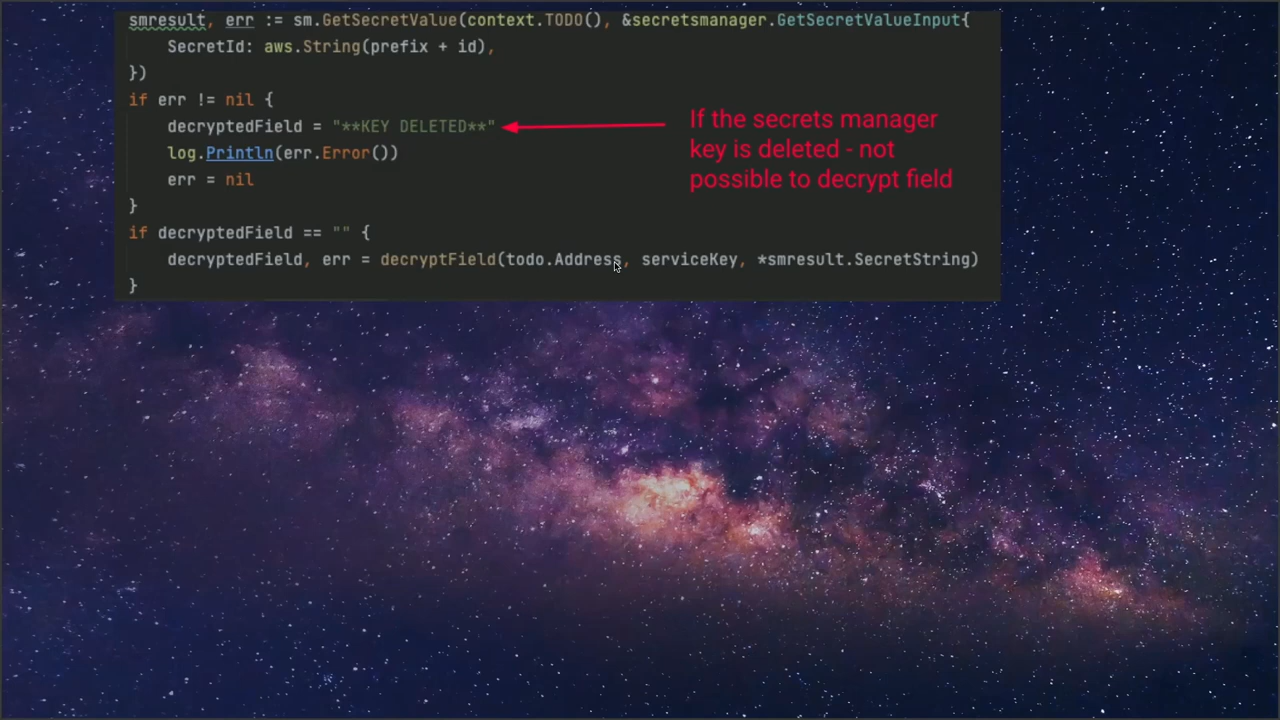 smresult, err := sm.GetSecretValue(context.TODO(), &secretsmanager.GetSecretValueInput{
    SecretId: aws.String(prefix + id),
})
if err != nil {
    decryptedField = "**KEY DELETED**"
    log.Println(err.Error())
    err = nil
}
if decryptedField == "" {
    decryptedField, err = decryptField(todo.Address, serviceKey, *smresult.SecretString)
}
If the secrets manager
key is deleted - not
possible to decrypt field